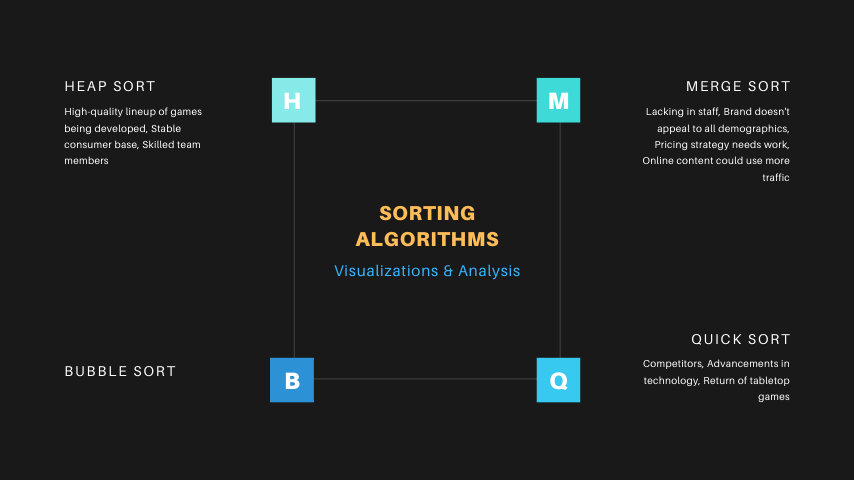 HEAP SORT
High-quality lineup of games
being developed, Stable
consumer base, Skilled team
members
H
M
MERGE SORT
Lacking in staff, Brand doesn't
appeal to all demographics,
Pricing strategy needs work,
Online content could use more
traffic
SORTING
ALGORITHMS
Visualizations & Analysis
BUBBLE SORT
B
Q
QUICK SORT
Competitors, Advancements in
technology, Return of tabletop
games